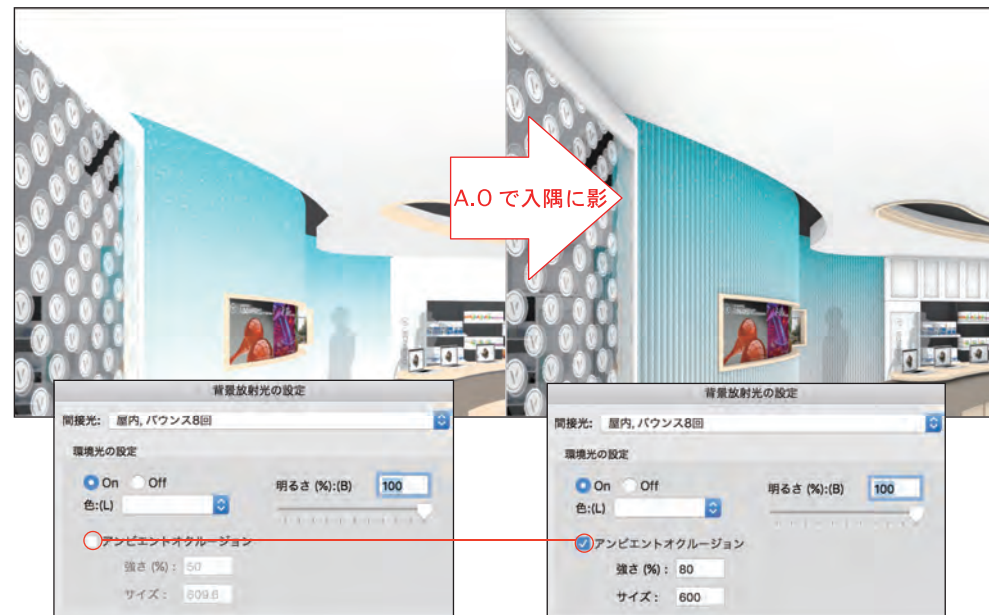 A.O で入隅に影
背景放射光の設定
間接光: 屋内, バウンス8回
環境光の設定
On Off
明るさ (%):(B) 100
色:(L)
アンビエントオクルージョン
強さ (%) : 50
サイズ : 609.6
背景放射光の設定
間接光: 屋内, バウンス8回
環境光の設定
On Off
明るさ (%):(B) 100
色:(L)
アンビエントオクルージョン
強さ (%) : 80
サイズ : 600